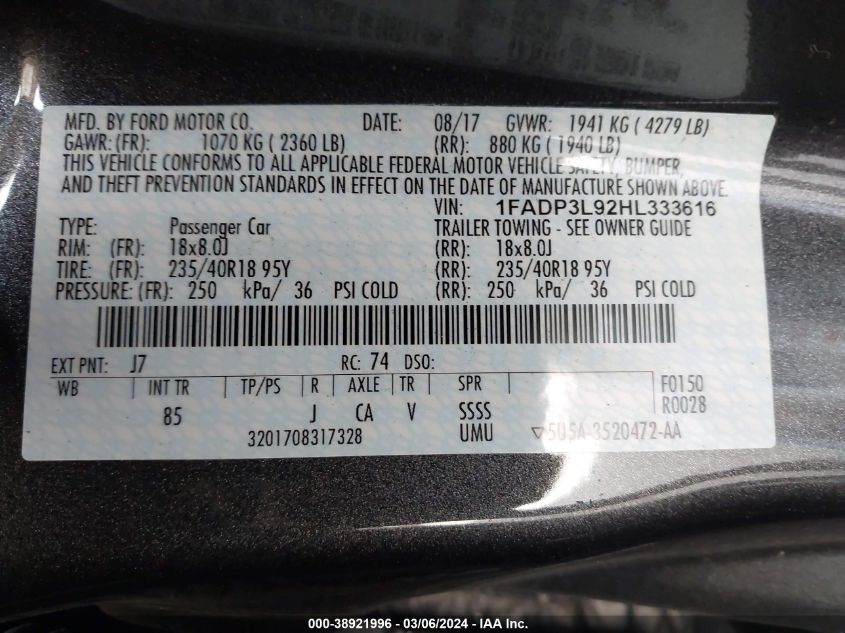 MFD. BY FORD MOTOR CO. DATE: 08/17 GVWR: 1941 KG ( 4279 LB)
GAWR: (FR): 1070 KG ( 2360 LB) (RR): 880 KG ( 1940 LB)
THIS VEHICLE CONFORMS TO ALL APPLICABLE FEDERAL MOTOR VEHICLE SAFETY, BUMPER,
AND THEFT PREVENTION STANDARDS IN EFFECT ON THE DATE OF MANUFACTURE SHOWN ABOVE.
VIN: 1FADP3L92HL333616
TYPE: Passenger Car TRAILER TOWING - SEE OWNER GUIDE
RIM: (FR): 18x8.0J (RR): 18x8.0J
TIRE: (FR): 235/40R18 95Y (RR): 235/40R18 95Y
PRESSURE: (FR): 250 kPa/ 36 PSI COLD (RR): 250 kPa/ 36 PSI COLD
EXT PNT: J7 RC: 74 DSO:
WB INT TR TP/PS R AXLE TR SPR F0150
85 J CA V SSSS R0028
3201708317328 UMU ▽5U5A-3520472-AA
000-38921996 - 03/06/2024 - IAA Inc.